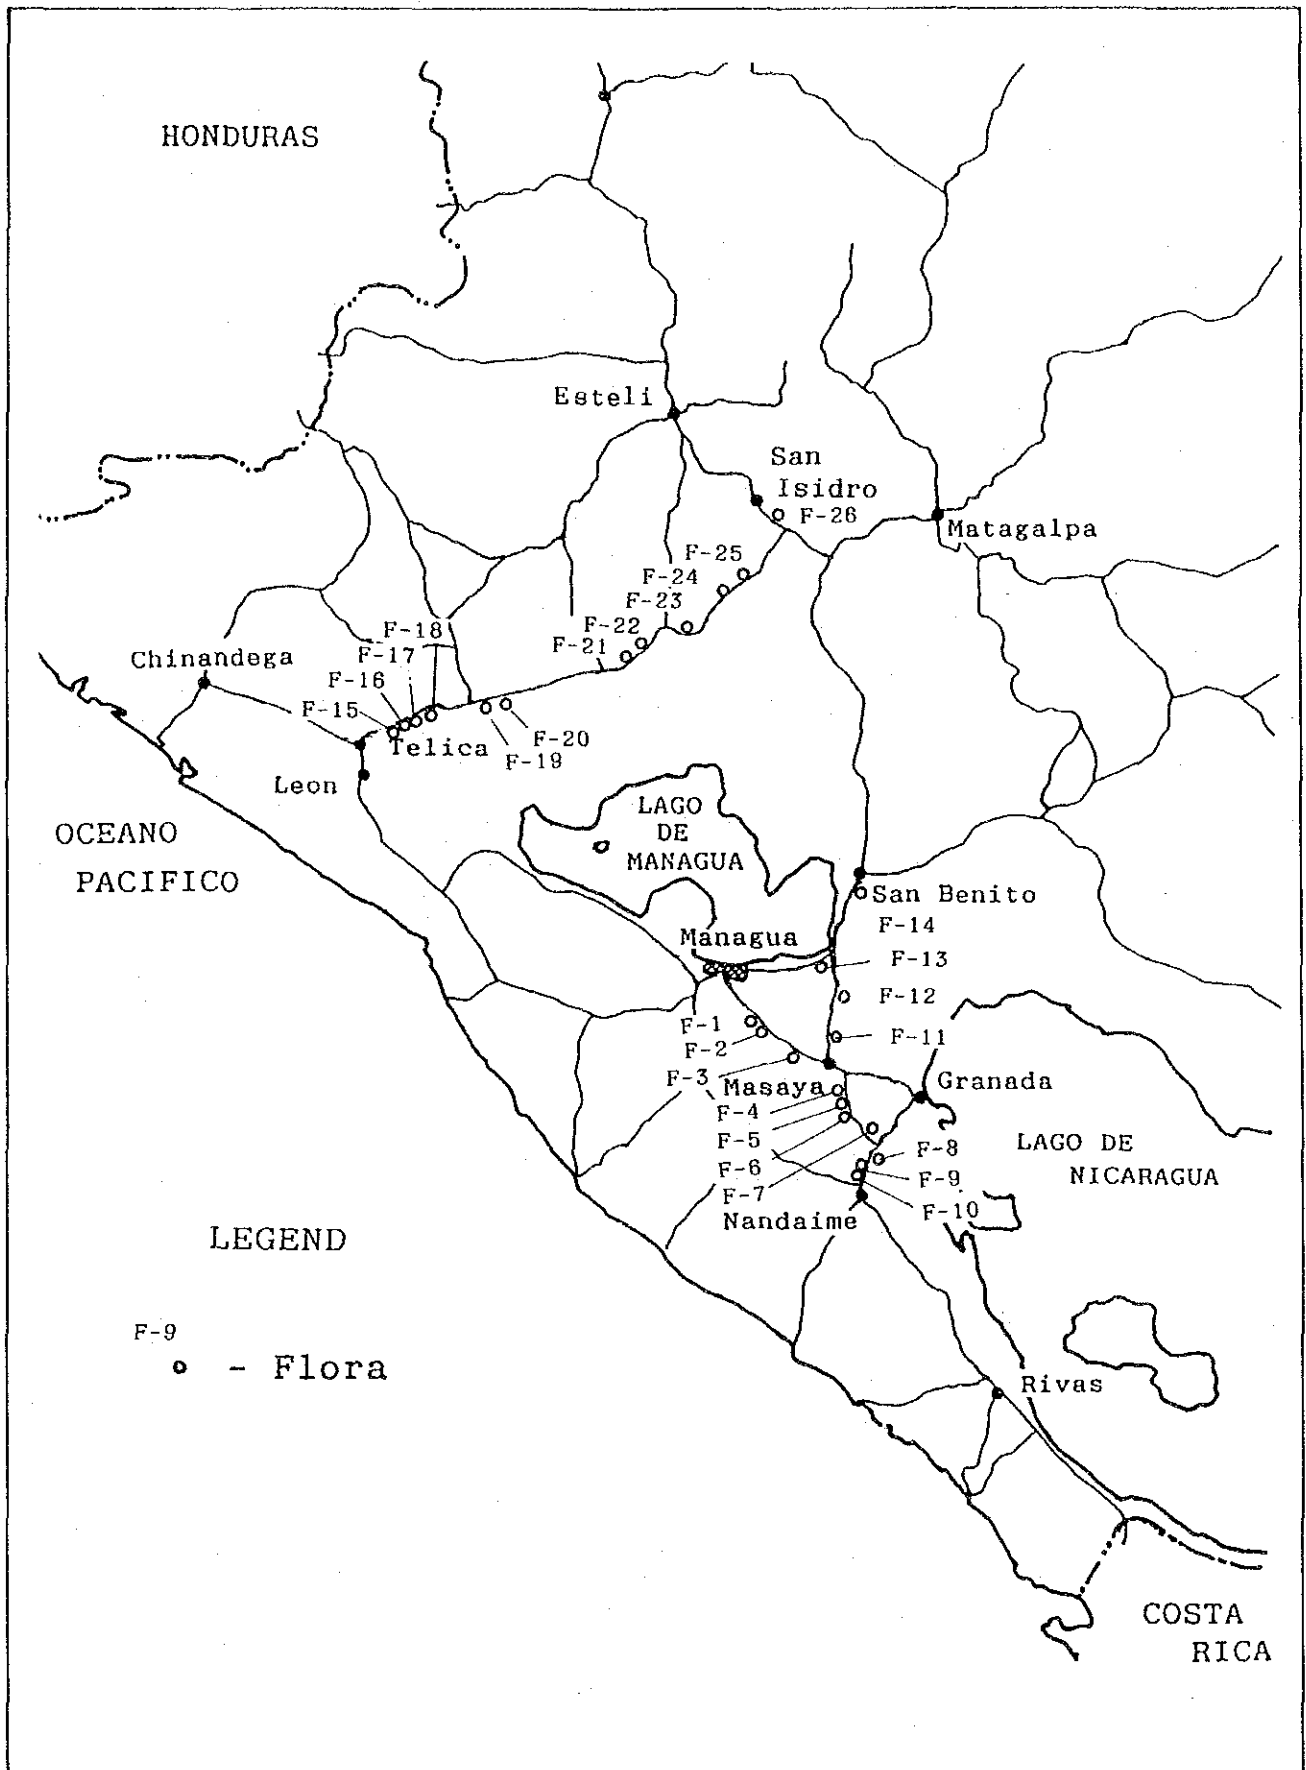 HONDURAS
Esteli
San
Isidro
F-26
Matagalpa
F-25
F-24
F-23
F-22
F-21
F-18
F-17
F-16
F-15
Chinandega
Telica
F-20
F-19
Leon
LAGO
DE
MANAGUA
OCEANO
PACIFICO
San Benito
F-14
Managua
F-13
F-12
F-1
F-2
F-11
F-3
Masaya
Granada
F-4
F-5
F-6
F-7
F-8
F-9
F-10
LAGO DE
NICARAGUA
Nandaime
LEGEND
F-9
- Flora
Rivas
COSTA
RICA